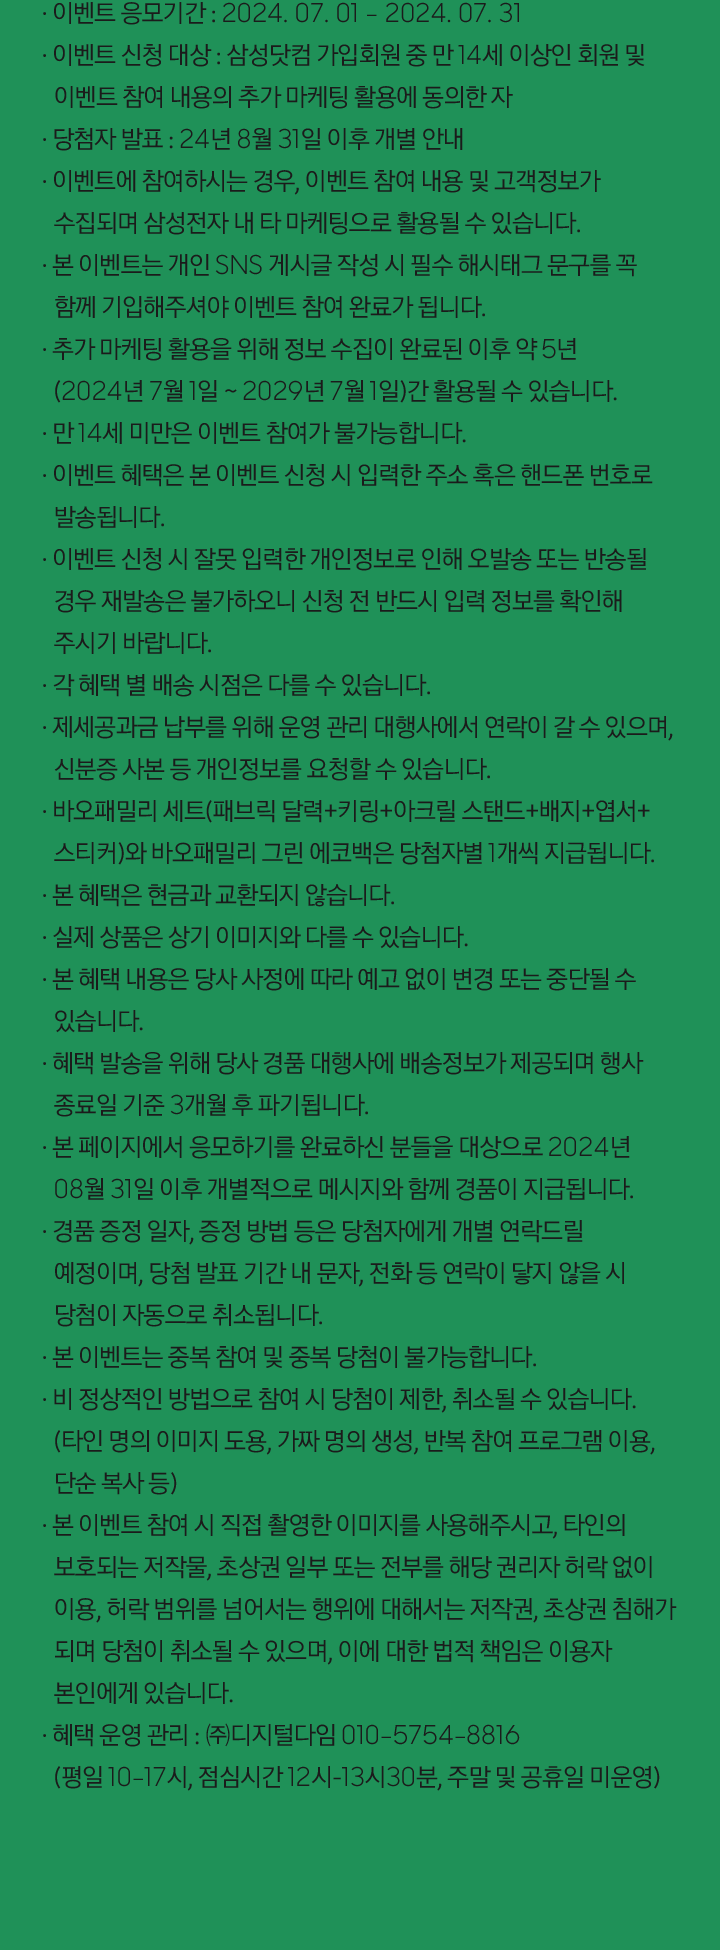 · 이벤트 응모기간 : 2024. 07. 01 - 2024. 07. 31
· 이벤트 신청 대상 : 삼성닷컴 가입회원 중 만 14세 이상인 회원 및
이벤트 참여 내용의 추가 마케팅 활용에 동의한 자
· 당첨자 발표 : 24년 8월 31일 이후 개별 안내
· 이벤트에 참여하시는 경우, 이벤트 참여 내용 및 고객정보가
수집되며 삼성전자 내 타 마케팅으로 활용될 수 있습니다.
· 본 이벤트는 개인 SNS 게시글 작성 시 필수 해시태그 문구를 꼭
함께 기입해주셔야 이벤트 참여 완료가 됩니다.
· 추가 마케팅 활용을 위해 정보 수집이 완료된 이후 약 5년
(2024년 7월 1일 ~ 2029년 7월 1일)간 활용될 수 있습니다.
· 만 14세 미만은 이벤트 참여가 불가능합니다.
· 이벤트 혜택은 본 이벤트 신청 시 입력한 주소 혹은 핸드폰 번호로
발송됩니다.
· 이벤트 신청 시 잘못 입력한 개인정보로 인해 오발송 또는 반송될
경우 재발송은 불가하오니 신청 전 반드시 입력 정보를 확인해
주시기 바랍니다.
· 각 혜택 별 배송 시점은 다를 수 있습니다.
· 제세공과금 납부를 위해 운영 관리 대행사에서 연락이 갈 수 있으며,
신분증 사본 등 개인정보를 요청할 수 있습니다.
· 바오패밀리 세트(패브릭 달력+키링+아크릴 스탠드+배지+엽서+
스티커)와 바오패밀리 그린 에코백은 당첨자별 1개씩 지급됩니다.
· 본 혜택은 현금과 교환되지 않습니다.
· 실제 상품은 상기 이미지와 다를 수 있습니다.
· 본 혜택 내용은 당사 사정에 따라 예고 없이 변경 또는 중단될 수
있습니다.
· 혜택 발송을 위해 당사 경품 대행사에 배송정보가 제공되며 행사
종료일 기준 3개월 후 파기됩니다.
· 본 페이지에서 응모하기를 완료하신 분들을 대상으로 2024년
08월 31일 이후 개별적으로 메시지와 함께 경품이 지급됩니다.
· 경품 증정 일자, 증정 방법 등은 당첨자에게 개별 연락드릴
예정이며, 당첨 발표 기간 내 문자, 전화 등 연락이 닿지 않을 시
당첨이 자동으로 취소됩니다.
· 본 이벤트는 중복 참여 및 중복 당첨이 불가능합니다.
· 비 정상적인 방법으로 참여 시 당첨이 제한, 취소될 수 있습니다.
(타인 명의 이미지 도용, 가짜 명의 생성, 반복 참여 프로그램 이용,
단순 복사 등)
· 본 이벤트 참여 시 직접 촬영한 이미지를 사용해주시고, 타인의
보호되는 저작물, 초상권 일부 또는 전부를 해당 권리자 허락 없이
이용, 허락 범위를 넘어서는 행위에 대해서는 저작권, 초상권 침해가
되며 당첨이 취소될 수 있으며, 이에 대한 법적 책임은 이용자
본인에게 있습니다.
· 혜택 운영 관리 : ㈜디지털다임 010-5754-8816
(평일 10-17시, 점심시간 12시-13시30분, 주말 및 공휴일 미운영)